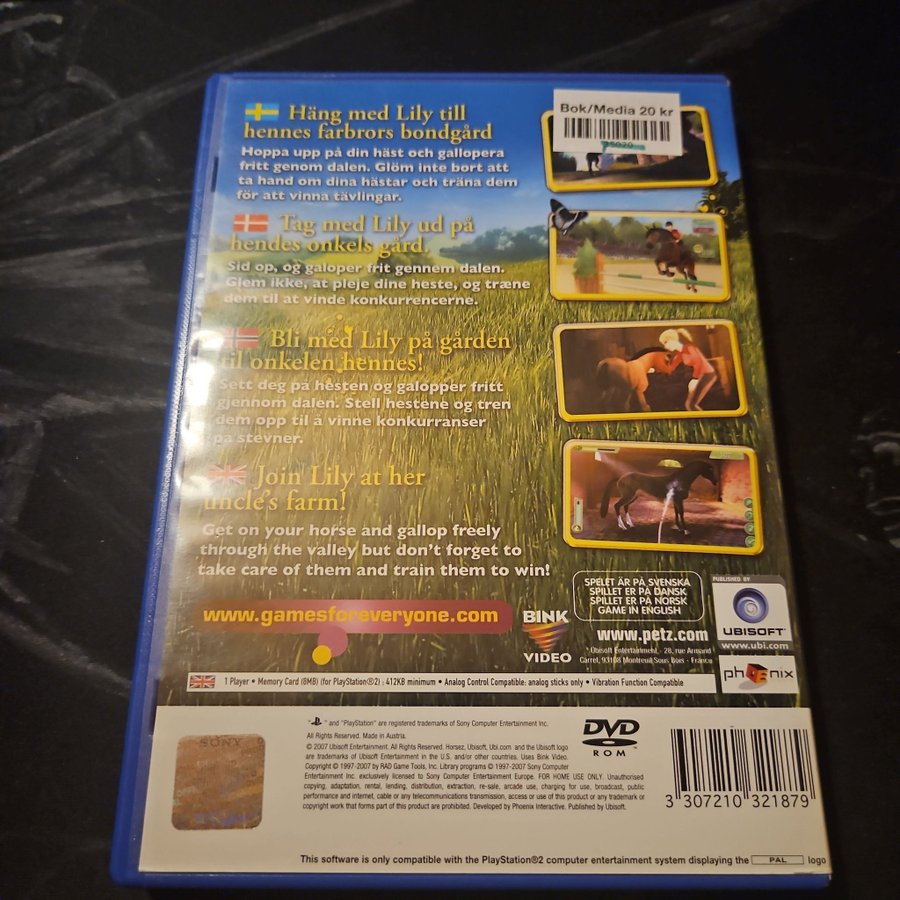 Häng med Lily till
hennes farbrors bondgård
Hoppa upp på din häst och gallopera
fritt genom dalen. Glöm inte bort att
ta hand om dina hästar och träna dem
för att vinna tävlingar.
Bok/Media 20 kr
Tag med Lily ud på
hendes onkels gård.
Sid op, og galoper frit gennem dalen.
Glem ikke, at pleje dine heste, og træne
dem til at vinde konkurrencerne.
Bli med Lily på gården
til onkelen hennes!
Sett deg på hesten og galopper fritt
gjennom dalen. Stell hestene og tren
dem opp til å vinne konkurranser
på stevner.
Join Lily at her
uncle's farm!
Get on your horse and gallop freely
through the valley but don't forget to
take care of them and train them to win!
www.gamesforeveryone.com
BINK
VIDEO
SPELET ÄR PÅ SVENSKA
SPILLET ER PÅ DANSK
SPILLET ER PÅ NORSK
GAME IN ENGLISH
www.petz.com
Ubisoft Entertainment - 28, rue Armand
Carrel, 93108 Montreuil Sous Bois - France
PUBLISHED BY
UBISOFT
www.ubi.com
phoenix
1 Player • Memory Card (8MB) (for PlayStation®2) : 412KB minimum • Analog Control Compatible: analog sticks only • Vibration Function Compatible
" " and "PlayStation" are registered trademarks of Sony Computer Entertainment Inc.
All Rights Reserved. Made in Austria.
© 2007 Ubisoft Entertainment. All Rights Reserved. Horsez, Ubisoft, Ubi.com and the Ubisoft logo
are trademarks of Ubisoft Entertainment in the U.S. and/or other countries. Uses Bink Video.
Copyright © 1997-2007 by RAD Game Tools, Inc. Library programs © 1997-2007 Sony Computer
Entertainment Inc. exclusively licensed to Sony Computer Entertainment Europe. FOR HOME USE ONLY. Unauthorised
copying, adaptation, rental, lending, distribution, extraction, re-sale, arcade use, charging for use, broadcast, public
performance and internet, cable or any telecommunications transmission, access or use of this product or any trademark or
copyright work that forms part of this product are prohibited. Developed by Phoenix Interactive. Published by Ubisoft.
DVD
ROM
SONY
3 307210 321879
This software is only compatible with the PlayStation®2 computer entertainment system displaying the PAL logo